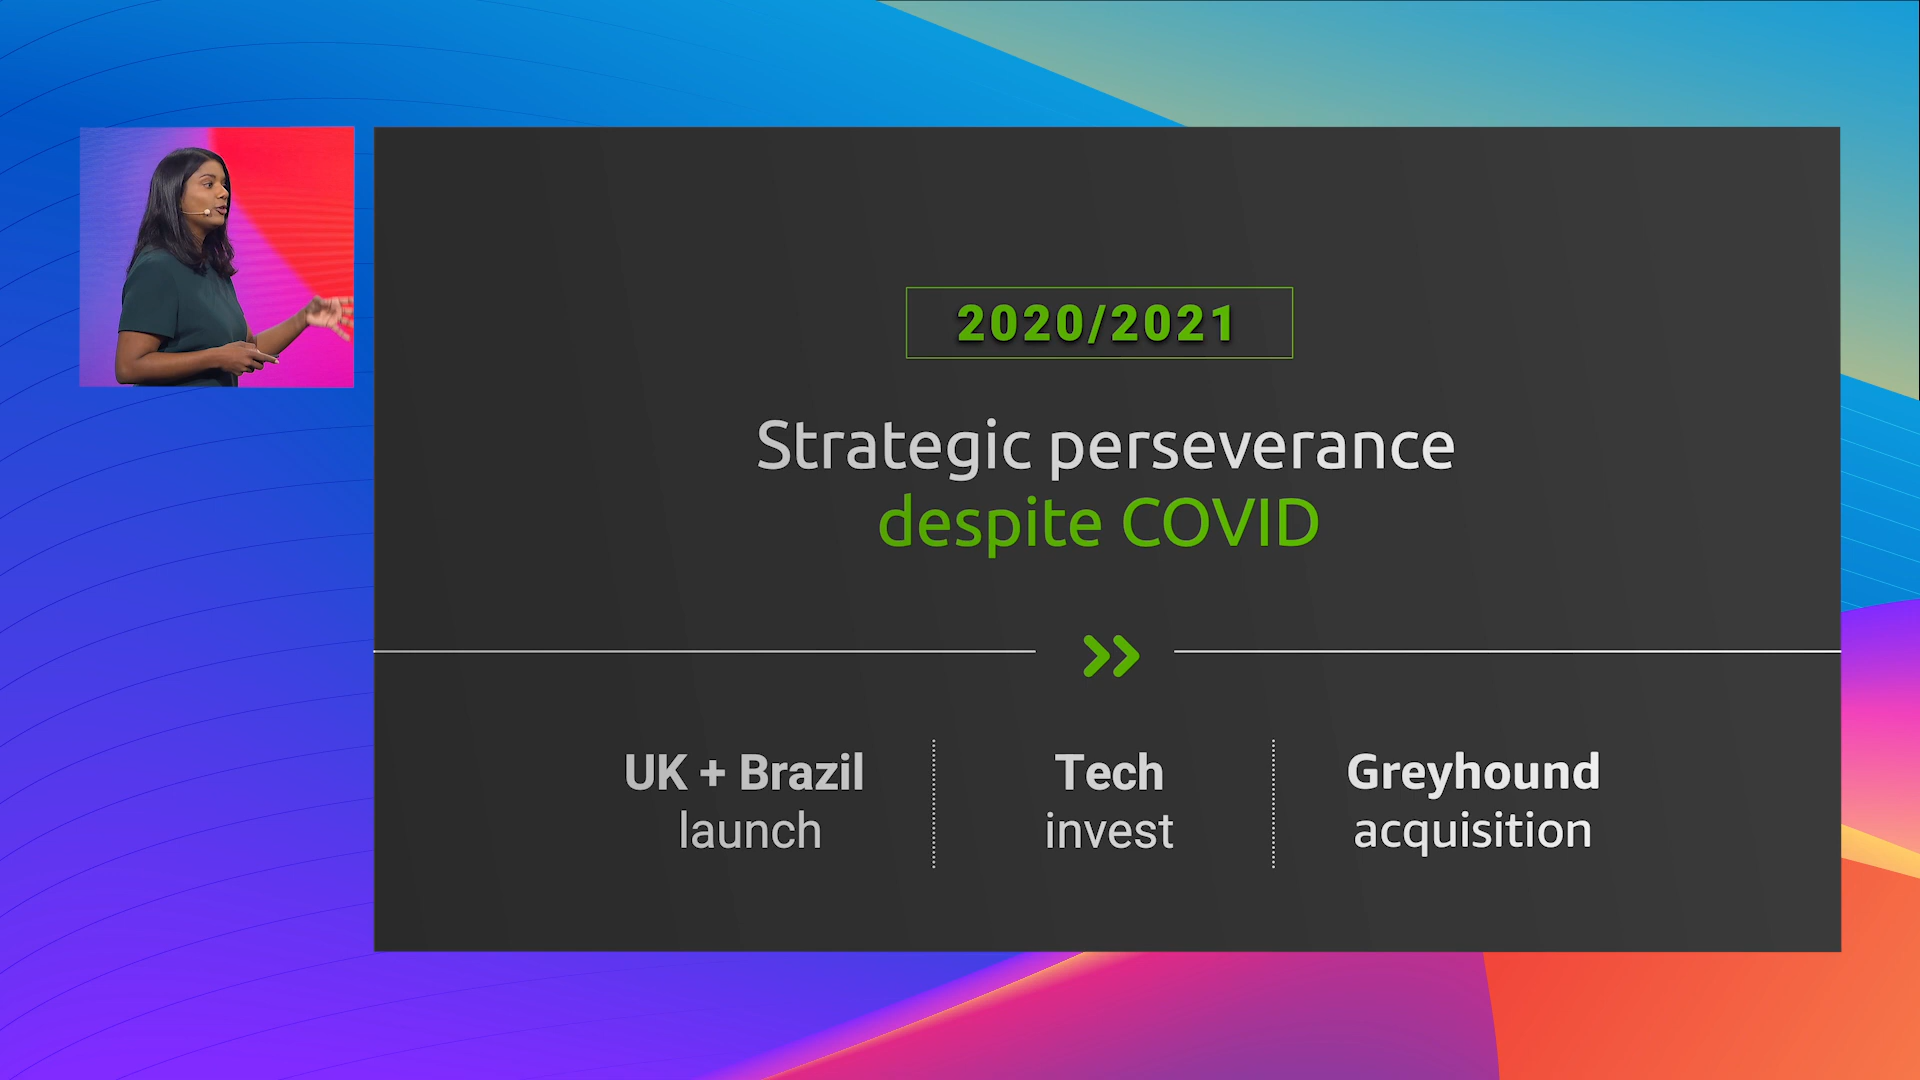 2020/2021
Strategic perseverance
despite COVID
UK + Brazil
launch
Tech
invest
Greyhound
acquisition